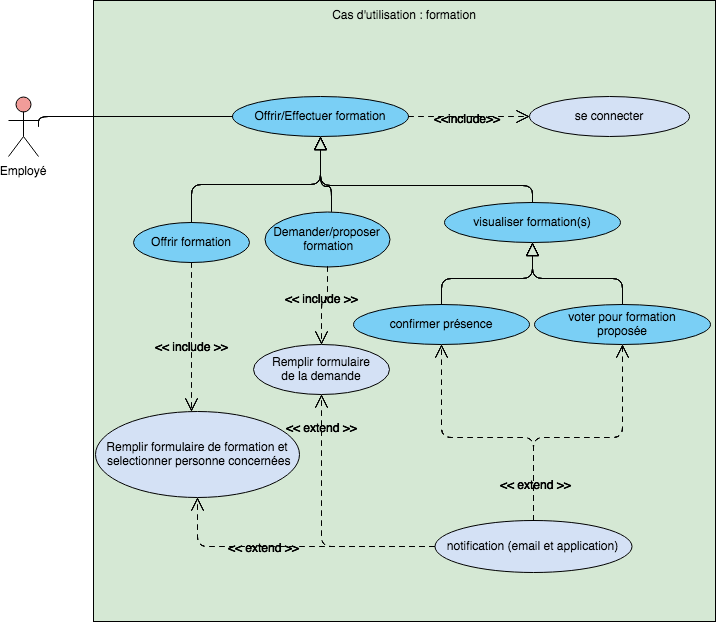 Cas d'utilisation : formation
Employé
Offrir/Effectuer formation
<<include>>
se connecter
Offrir formation
Demander/proposer
formation
visualiser formation(s)
<< include >>
confirmer présence
voter pour formation
proposée
<< include >>
Remplir formulaire
de la demande
<< extend >>
Remplir formulaire de formation et
selectionner personne concernées
<< extend >>
<< extend >>
notification (email et application)